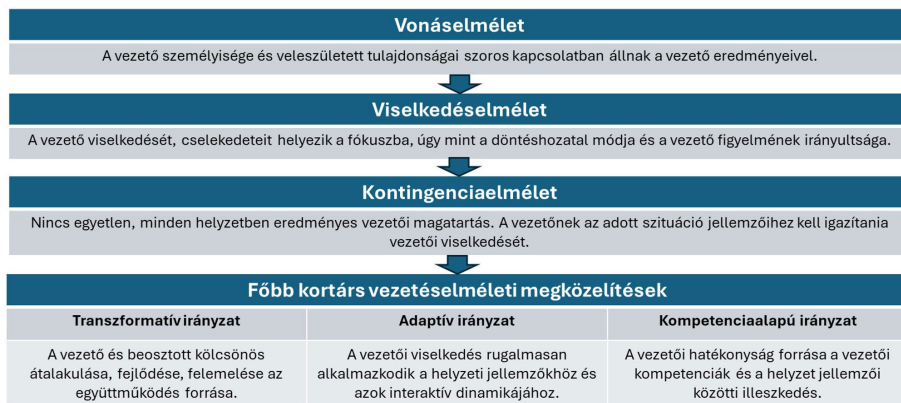 Vonáselmélet
A vezető személyisége és veleszületett tulajdonságai szoros kapcsolatban állnak a vezető eredményeivel.
Viselkedéselmélet
A vezető viselkedését, cselekedeteit helyezik a fókuszba, úgy mint a döntéshozatal módja és a vezető figyelmének irányultsága.
Kontingenciaelmélet
Nincs egyetlen, minden helyzetben eredményes vezetői magatartás. A vezetőnek az adott szituáció jellemzőihez kell igazítania
vezetői viselkedését.
Főbb kortárs vezetéselméleti megközelítések
Transzformatív irányzat
A vezető és beosztott kölcsönös
átalakulása, fejlődése, felemelése az
együttműködés forrása.
Adaptív irányzat
A vezetői viselkedés rugalmasan
alkalmazkodik a helyzeti jellemzőkhöz és
azok interaktív dinamikájához.
Kompetenciaalapú irányzat
A vezetői hatékonyság forrása a vezetői
kompetenciák és a helyzet jellemzői
közötti illeszkedés.